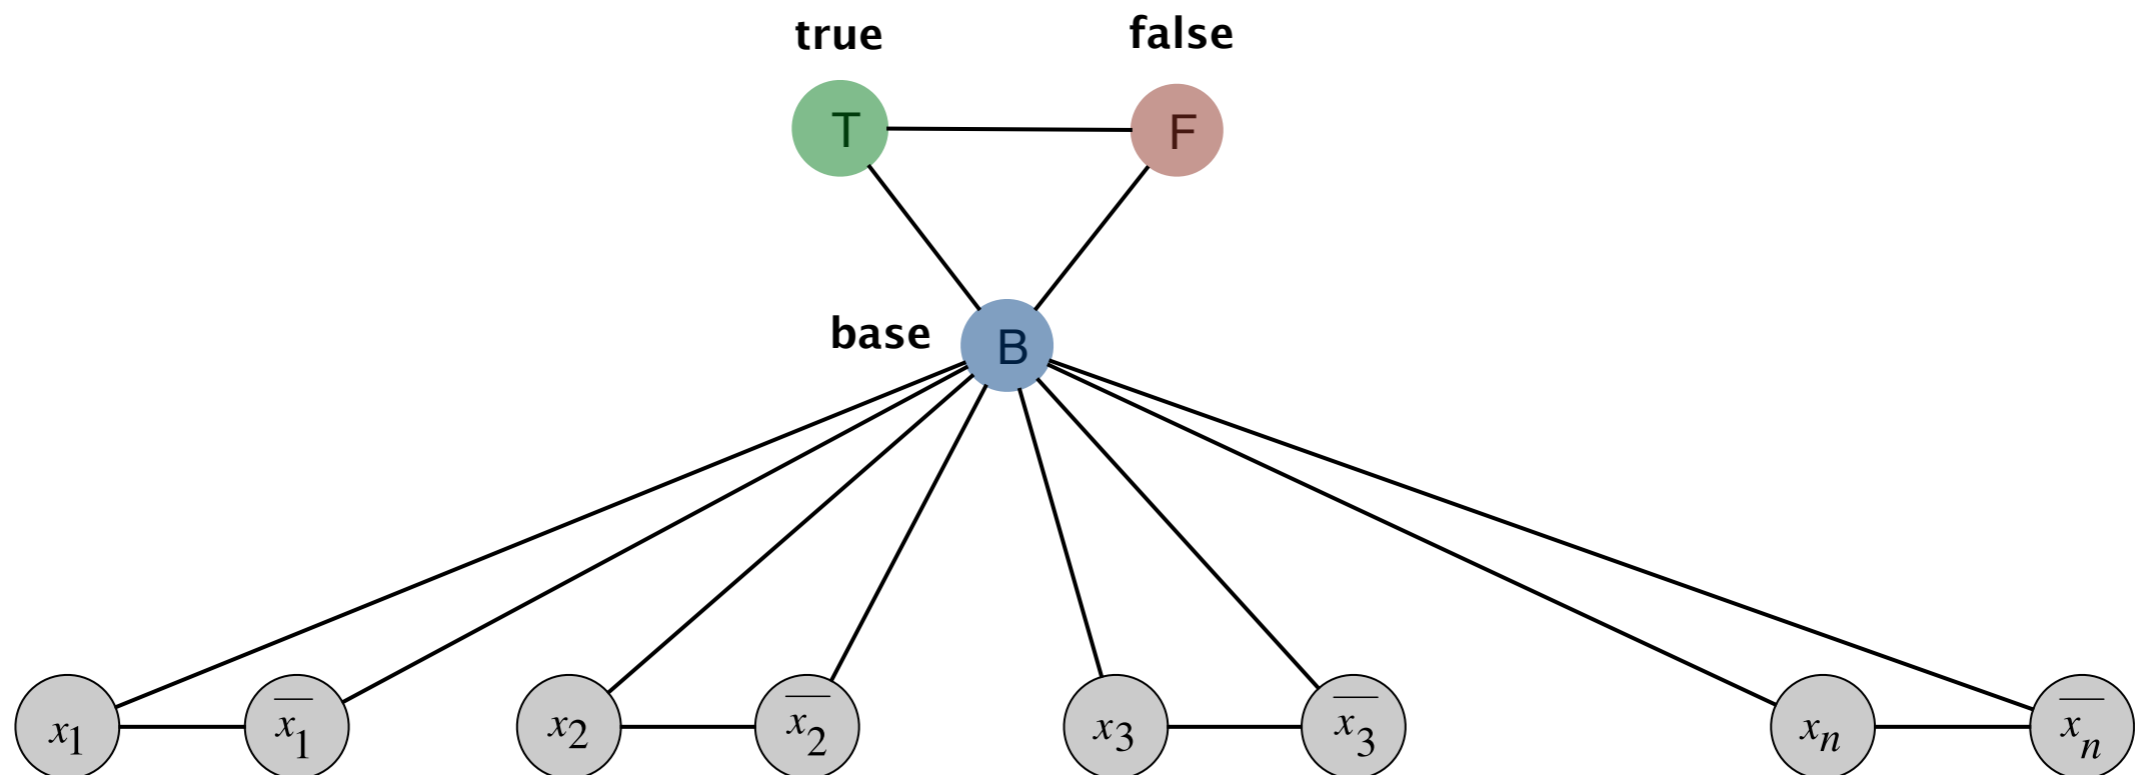 true false
T F
base B
x₁ x̅₁ x₂ x̅₂ x₃ x̅₃ xₙ x̅ₙ